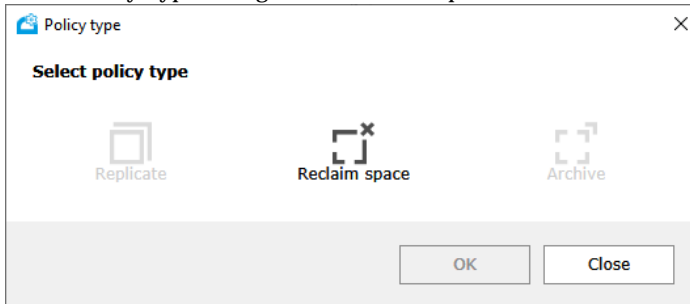 Policy type
Select policy type
Replicate
Reclaim space
Archive
OK
Close